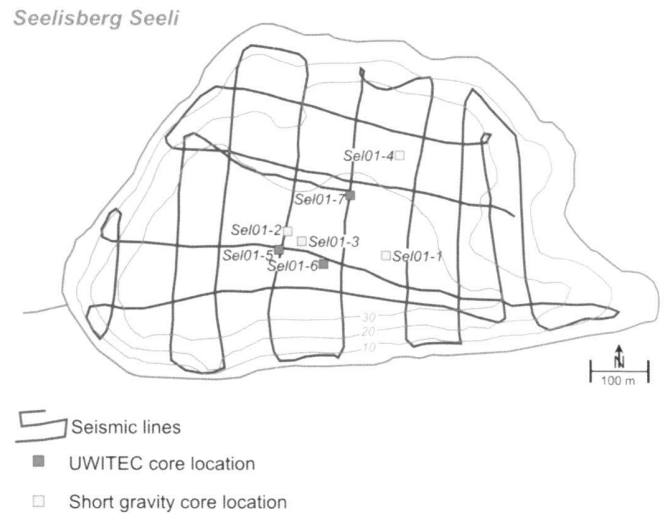 Seelisberg Seeli
Sel01-4
Sel01-7
Sel01-2
Sel01-3
Sel01-5
Sel01-1
Sel01-6
30
20
10
N
100 m
Seismic lines
UWITEC core location
Short gravity core location